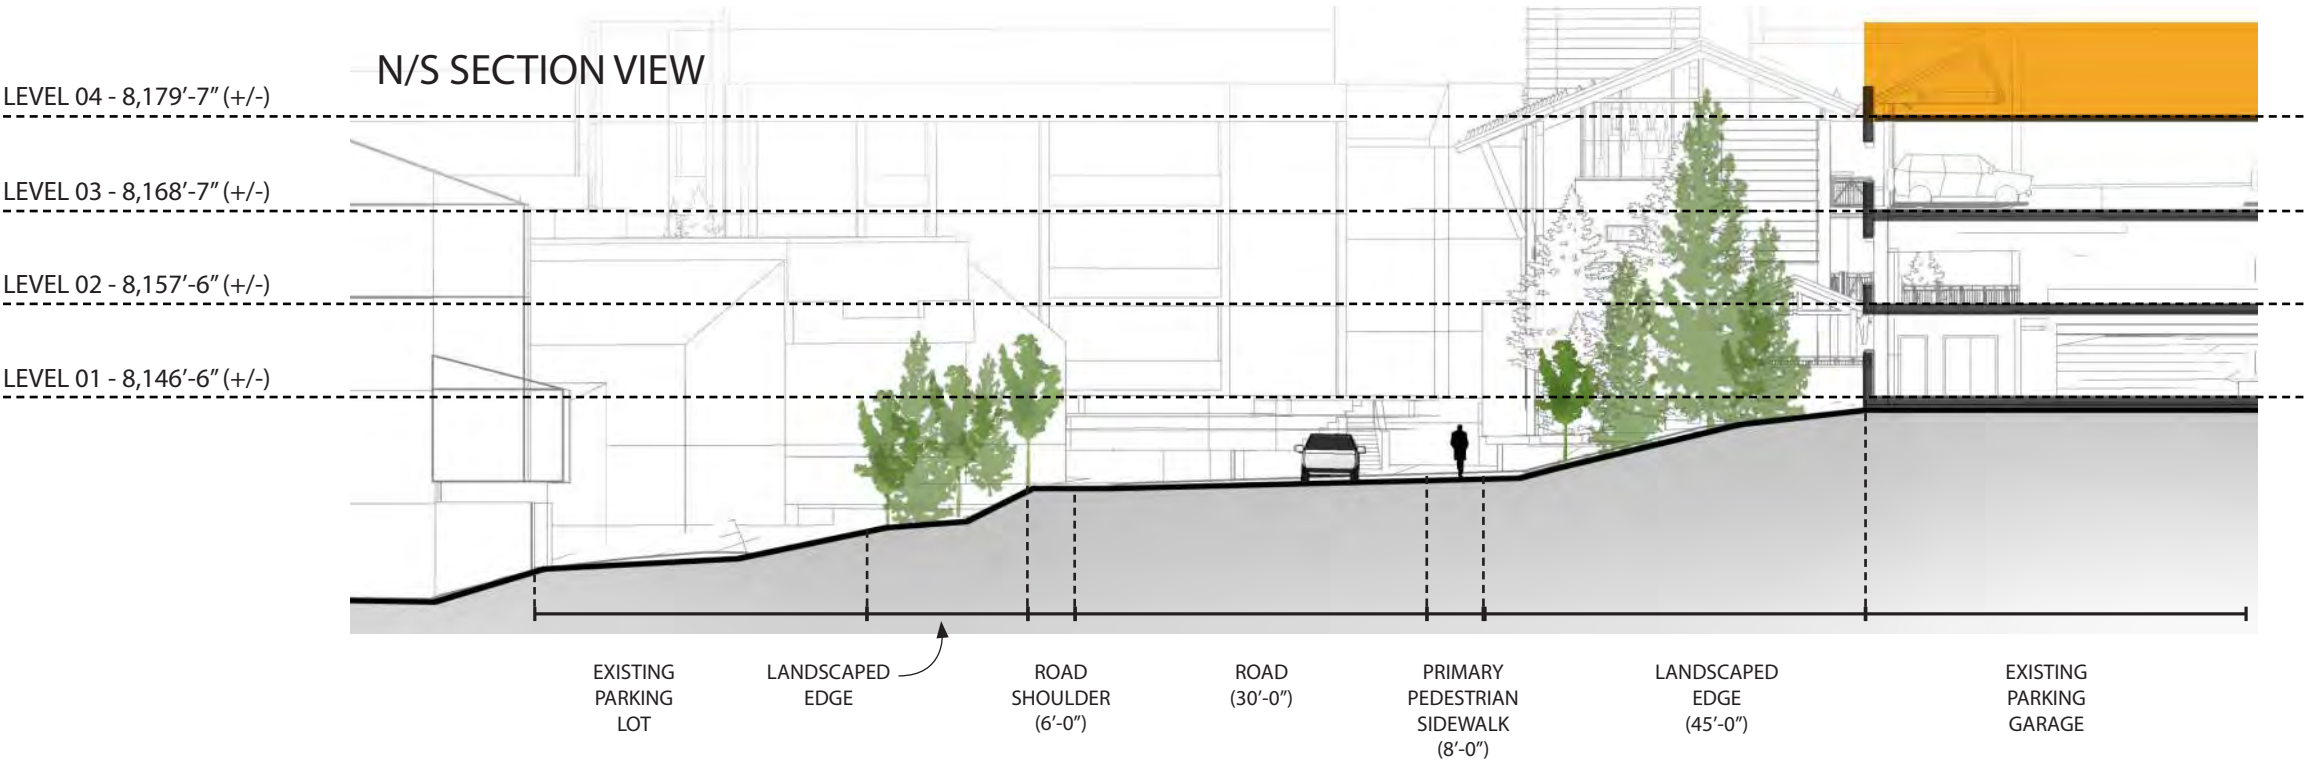 N/S SECTION VIEW
LEVEL 04 - 8,179’-7” (+/-)
LEVEL 03 - 8,168’-7” (+/-)
LEVEL 02 - 8,157’-6” (+/-)
LEVEL 01 - 8,146’-6” (+/-)
EXISTING
PARKING
LOT
LANDSCAPED
EDGE
ROAD
SHOULDER
(6’-0”)
ROAD
(30’-0”)
PRIMARY
PEDESTRIAN
SIDEWALK
(8’-0”)
LANDSCAPED
EDGE
(45’-0”)
EXISTING
PARKING
GARAGE